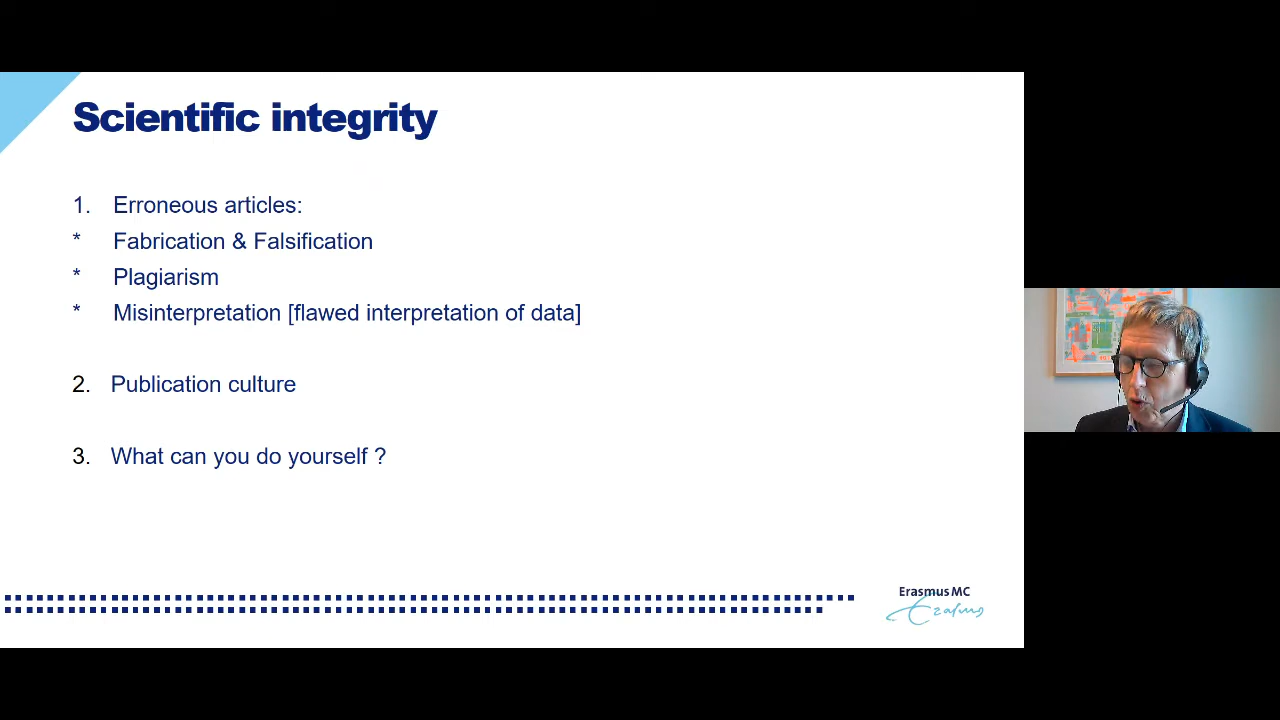 Scientific integrity
1. Erroneous articles:
* Fabrication & Falsification
* Plagiarism
* Misinterpretation [flawed interpretation of data]
2. Publication culture
3. What can you do yourself ?
Erasmus MC
Erasmus